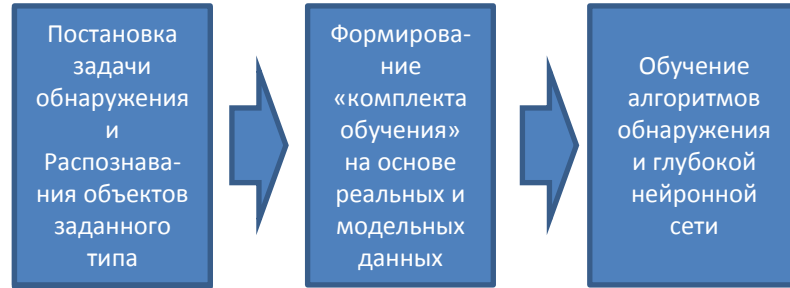 Постановка
задачи
обнаружения
и
Распознава-
ния объектов
заданного
типа
Формирова-
ние
«комплекта
обучения»
на основе
реальных и
модельных
данных
Обучение
алгоритмов
обнаружения
и глубокой
нейронной
сети